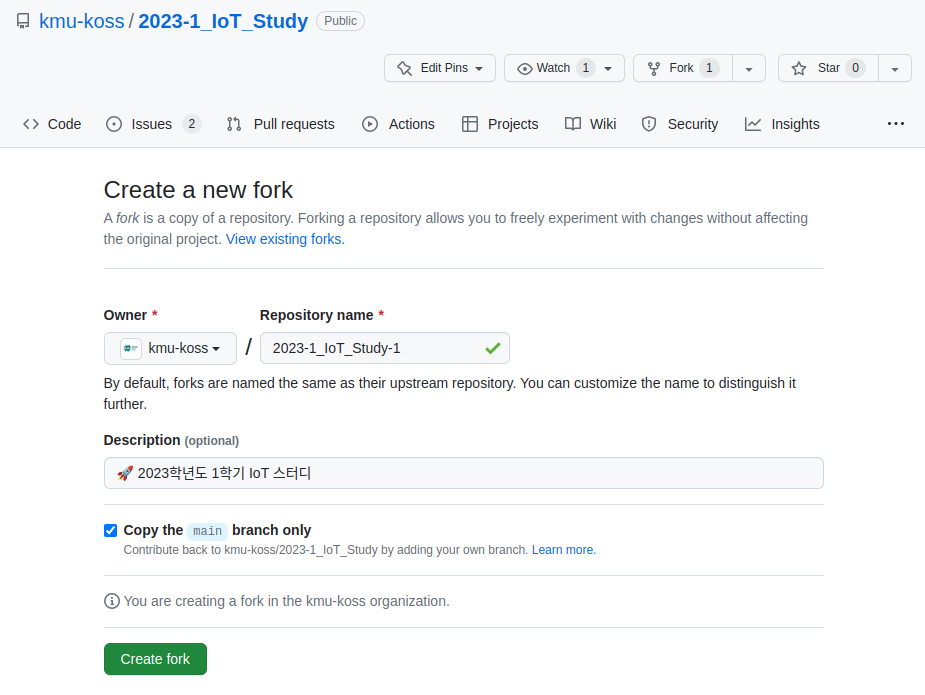 kmu-koss / 2023-1_IoT_Study Public
Edit Pins Watch 1 Fork 1 Star 0
Code Issues 2 Pull requests Actions Projects Wiki Security Insights
Create a new fork
A fork is a copy of a repository. Forking a repository allows you to freely experiment with changes without affecting
the original project. View existing forks.
Owner * Repository name *
kmu-koss / 2023-1_IoT_Study-1
By default, forks are named the same as their upstream repository. You can customize the name to distinguish it
further.
Description (optional)
🚀 2023학년도 1학기 IoT 스터디
Copy the main branch only
Contribute back to kmu-koss/2023-1_IoT_Study by adding your own branch. Learn more.
You are creating a fork in the kmu-koss organization.
Create fork